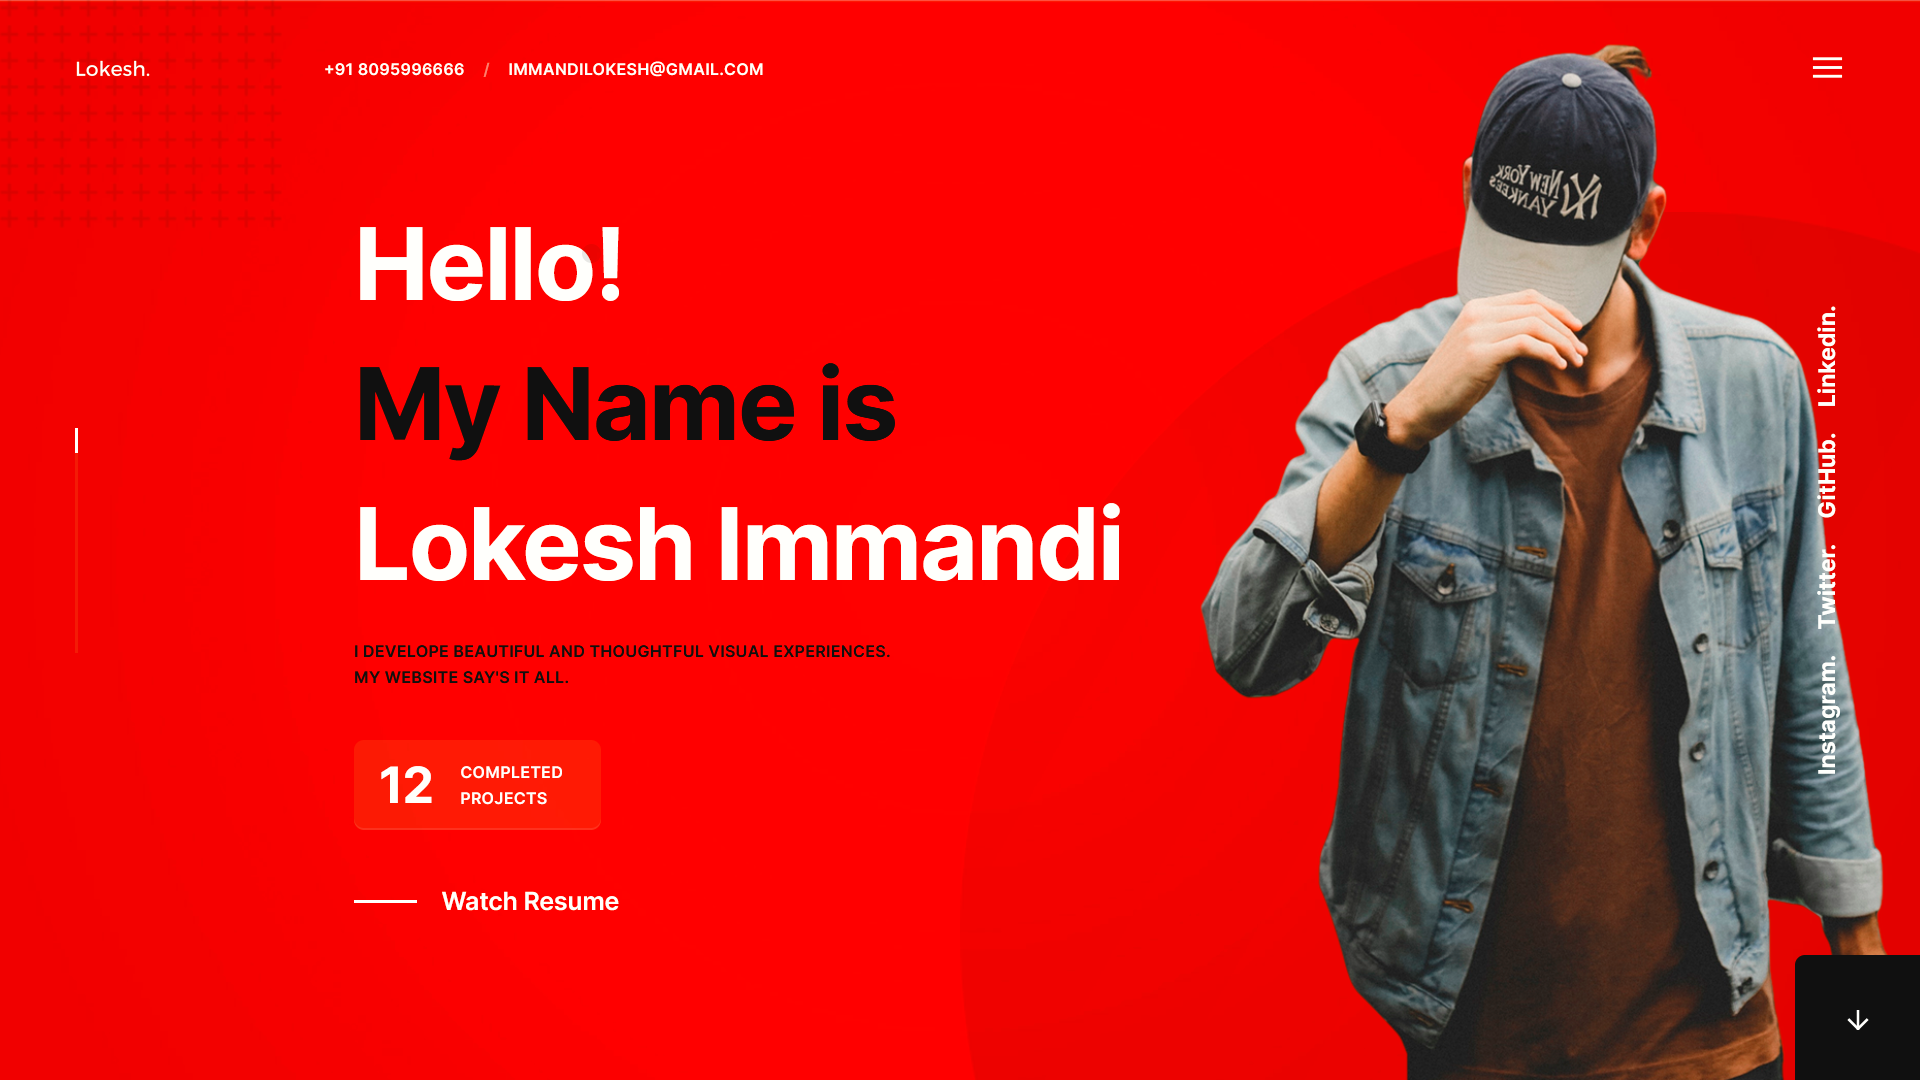 Lokesh.
+91 8095996666 / IMMANDILOKESH@GMAIL.COM
NEW YORK
YANKEES
NY
Hello!
My Name is
Lokesh Immandi
I DEVELOPE BEAUTIFUL AND THOUGHTFUL VISUAL EXPERIENCES.
MY WEBSITE SAY'S IT ALL.
12 COMPLETED
PROJECTS
Watch Resume
Instagram. Twitter. GitHub. Linkedin.